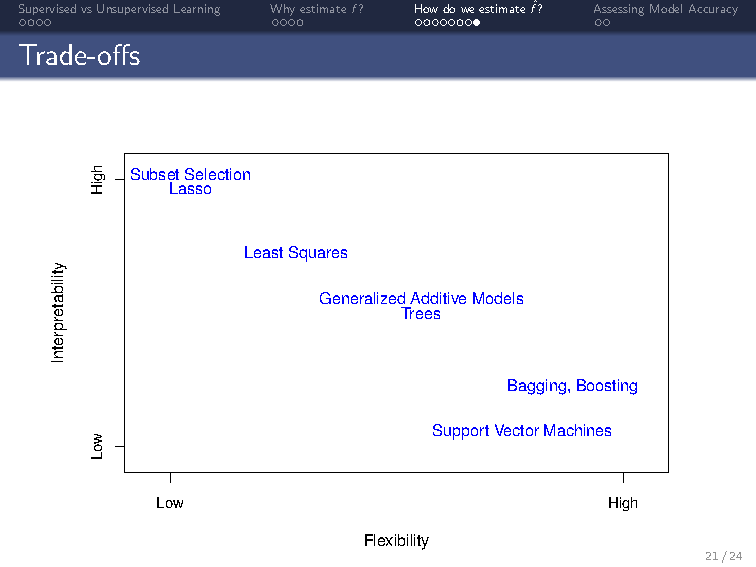 Supervised vs Unsupervised Learning Why estimate f? How do we estimate f̂? Assessing Model Accuracy
Trade-offs
High
Subset Selection
Lasso
Least Squares
Interpretability
Generalized Additive Models
Trees
Bagging, Boosting
Support Vector Machines
Low
Low High
Flexibility
21 / 24